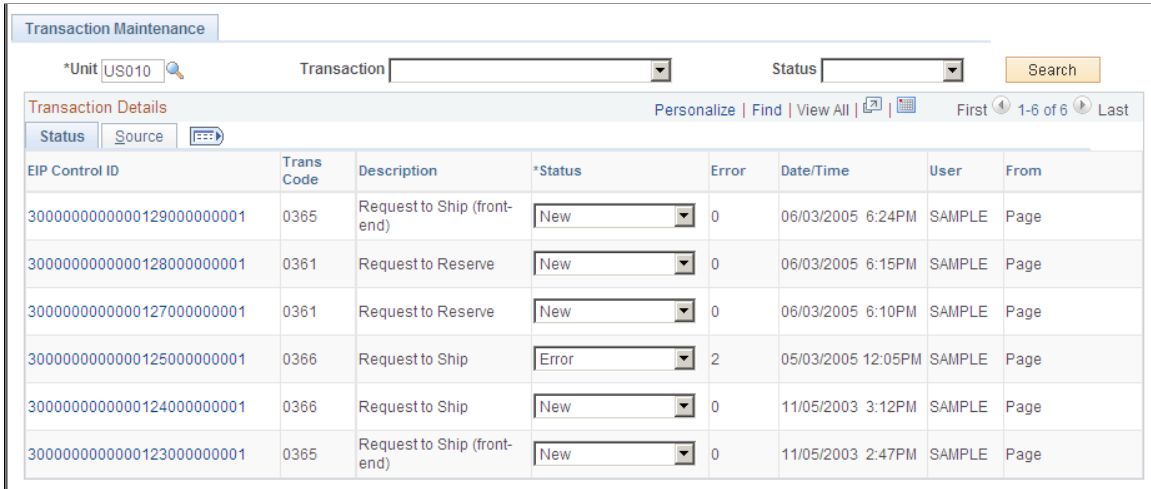 Transaction Maintenance
*Unit US010 Transaction Status Search
Transaction Details Personalize | Find | View All | | First 1-6 of 6 Last
Status Source
EIP Control ID Trans Code Description *Status Error Date/Time User From
3000000000000129000000001 0365 Request to Ship (front-end) New 0 06/03/2005 6:24PM SAMPLE Page
3000000000000128000000001 0361 Request to Reserve New 0 06/03/2005 6:15PM SAMPLE Page
3000000000000127000000001 0361 Request to Reserve New 0 06/03/2005 6:10PM SAMPLE Page
3000000000000125000000001 0366 Request to Ship Error 2 05/03/2005 12:05PM SAMPLE Page
3000000000000124000000001 0366 Request to Ship New 0 11/05/2003 3:12PM SAMPLE Page
3000000000000123000000001 0365 Request to Ship (front-end) New 0 11/05/2003 2:47PM SAMPLE Page